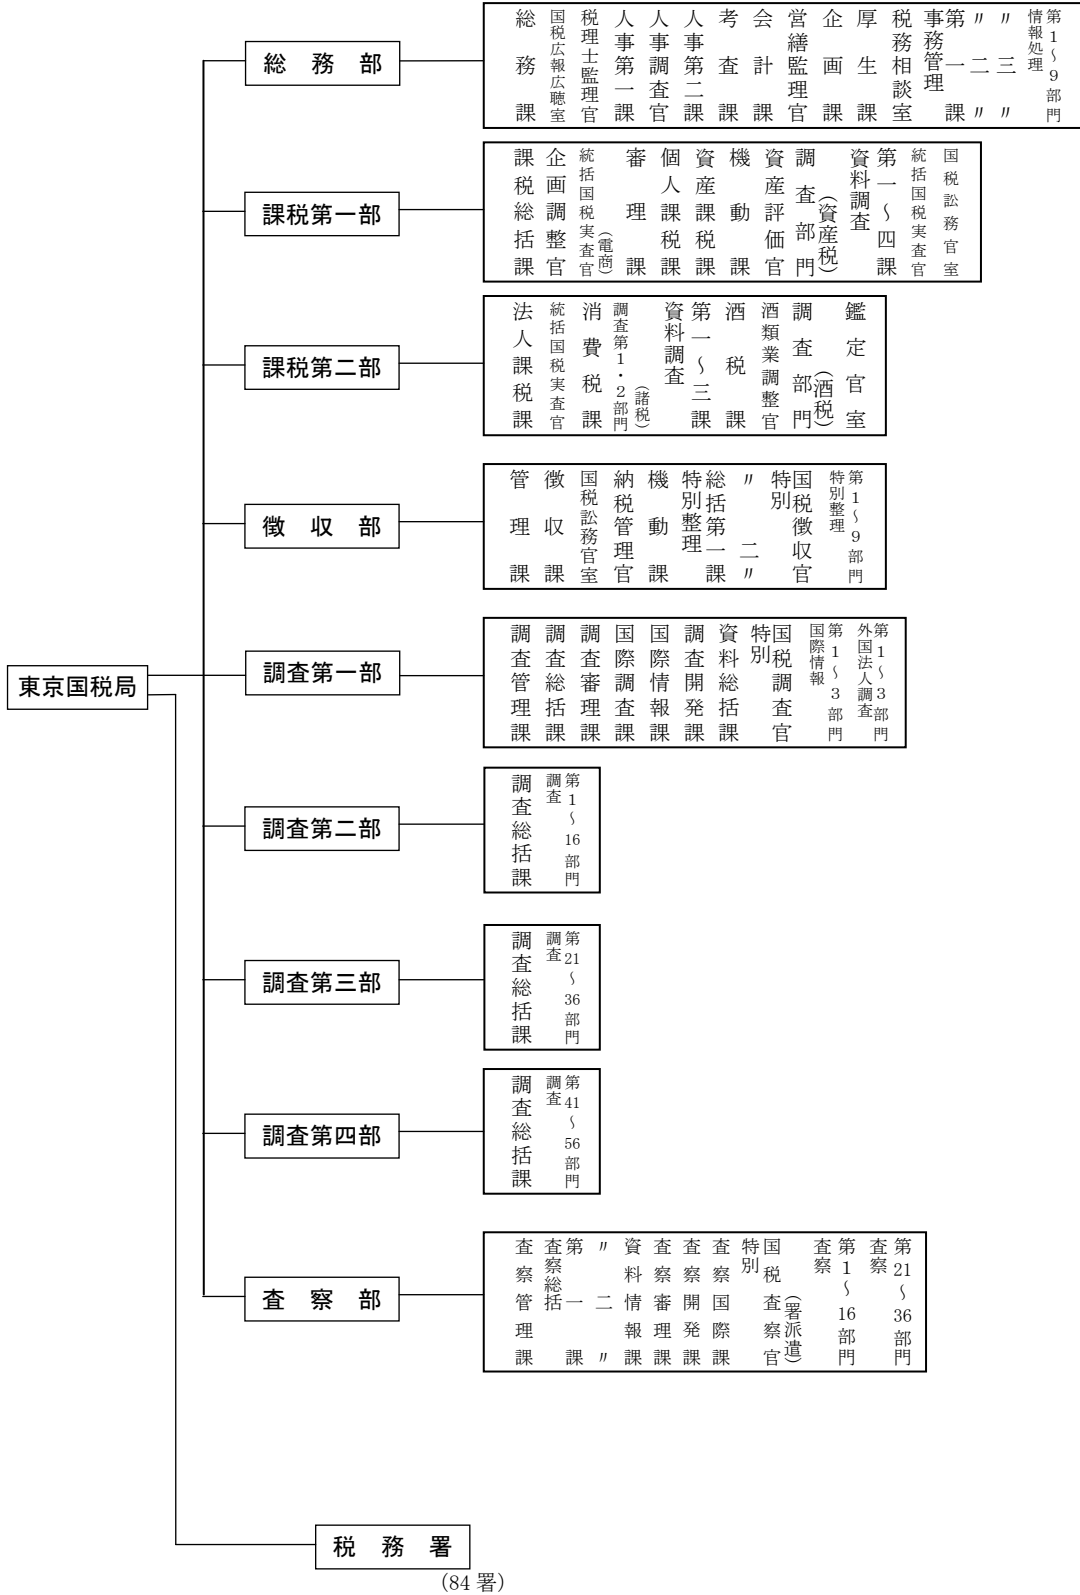 東京国税局
総務部
総務課
国税広報広聴室
税理士監理官
人事第一課
人事調査官
人事第二課
考査課
会計課
営繕監理官
企画課
厚生課
税務相談室
事務管理第一課
〃二〃
〃三〃
情報処理第1～9部門
課税第一部
課税総括課
企画調整官
統括国税実査官(電商)
審理課
個人課税課
資産課税課
機動課
資産評価官
調査部門(資産税)
資料調査第一～四課
統括国税実査官
国税訟務官室
課税第二部
法人課税課
統括国税実査官
消費税課
調査第1・2部門(諸税)
資料調査第一～三課
酒税課
酒類業調整官
調査部門(酒税)
鑑定官室
徴収部
管理課
徴収課
国税訟務官室
納税管理官
機動課
特別整理総括第一課
〃二〃
特別国税徴収官
特別整理第1～9部門
調査第一部
調査管理課
調査総括課
調査審理課
国際調査課
国際情報課
調査開発課
資料総括課
特別国税調査官
国際情報第1～3部門
外国法人調査第1～3部門
調査第二部
調査総括課
調査第1～16部門
調査第三部
調査総括課
調査第21～36部門
調査第四部
調査総括課
調査第41～56部門
査察部
査察管理課
査察総括第一課
〃二〃
資料情報課
査察審理課
査察開発課
査察国際課
特別国税査察官(署派遣)
査察第1～16部門
査察第21～36部門
税務署
(84署)